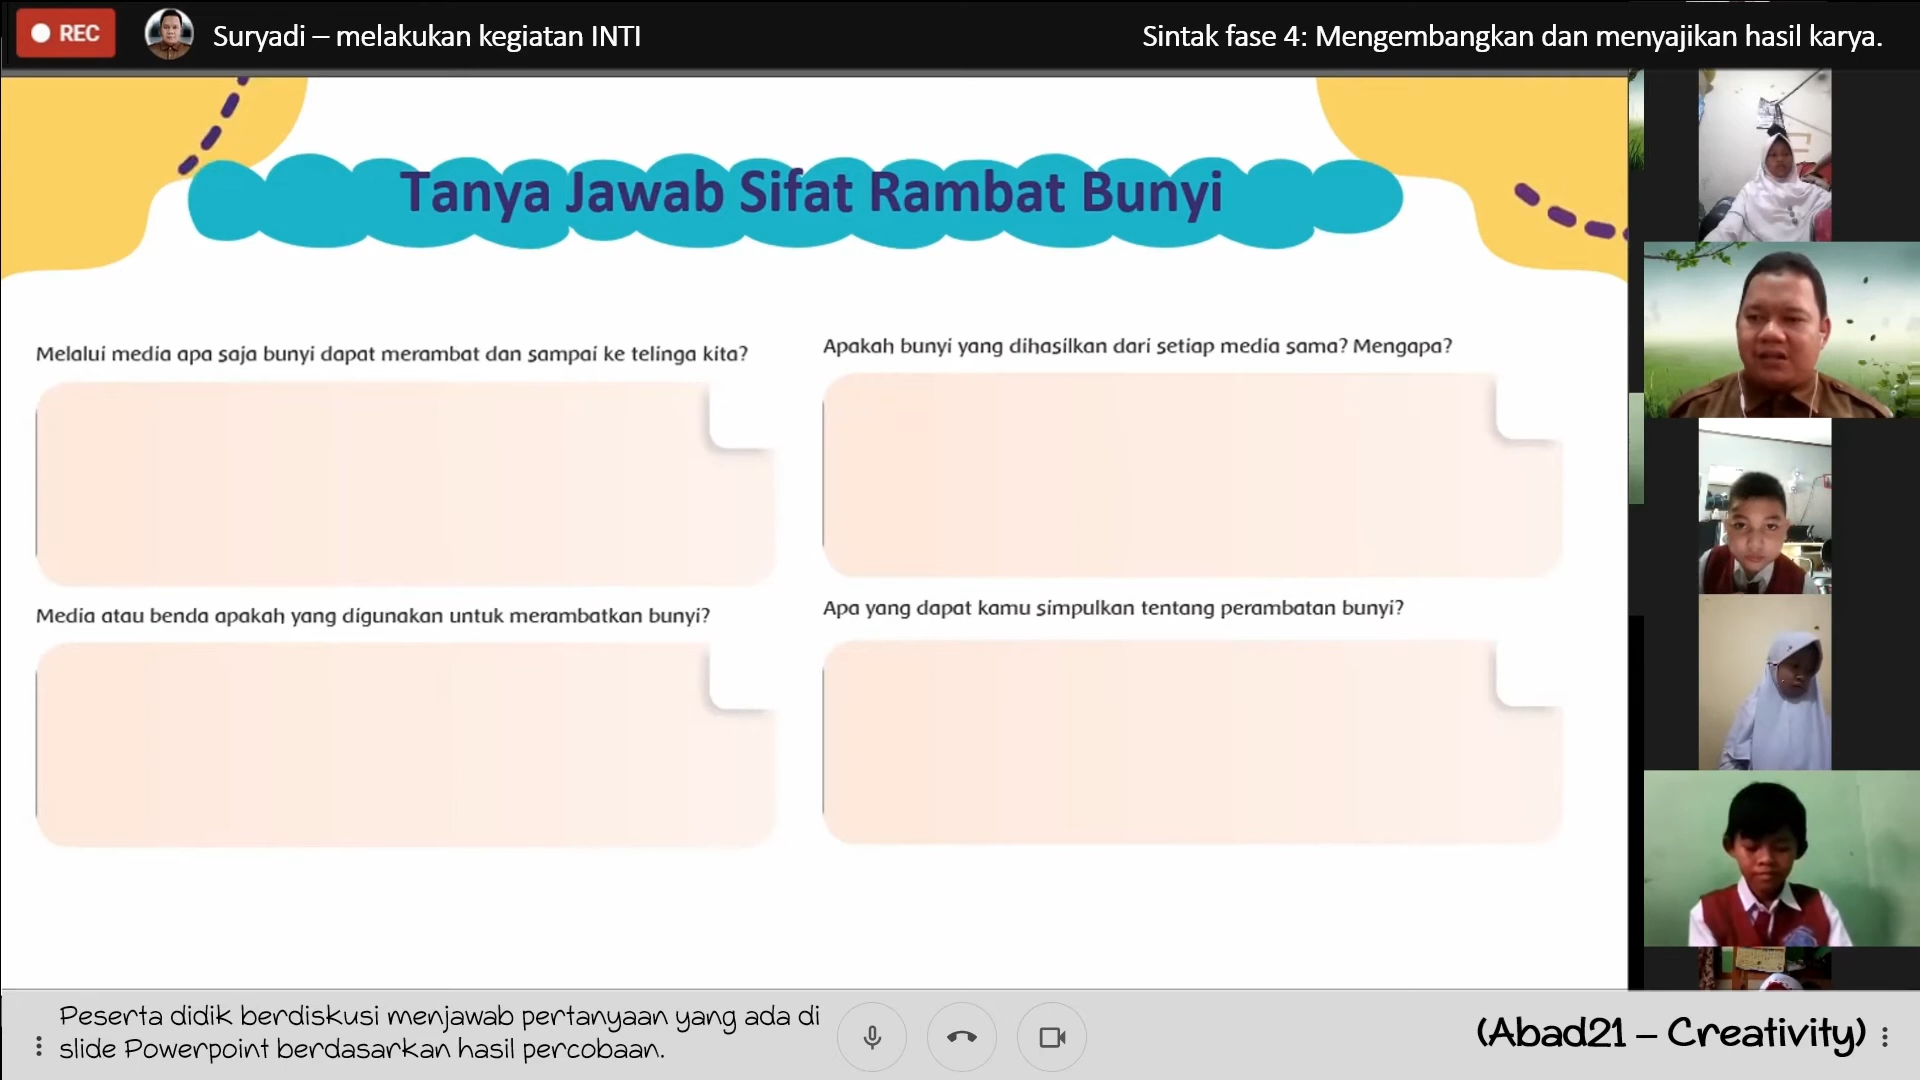 REC
Suryadi – melakukan kegiatan INTI
Sintak fase 4: Mengembangkan dan menyajikan hasil karya.
Tanya Jawab Sifat Rambat Bunyi
Melalui media apa saja bunyi dapat merambat dan sampai ke telinga kita?
Apakah bunyi yang dihasilkan dari setiap media sama? Mengapa?
Media atau benda apakah yang digunakan untuk merambatkan bunyi?
Apa yang dapat kamu simpulkan tentang perambatan bunyi?
Peserta didik berdiskusi menjawab pertanyaan yang ada di
slide Powerpoint berdasarkan hasil percobaan.
(Abad21 – Creativity)